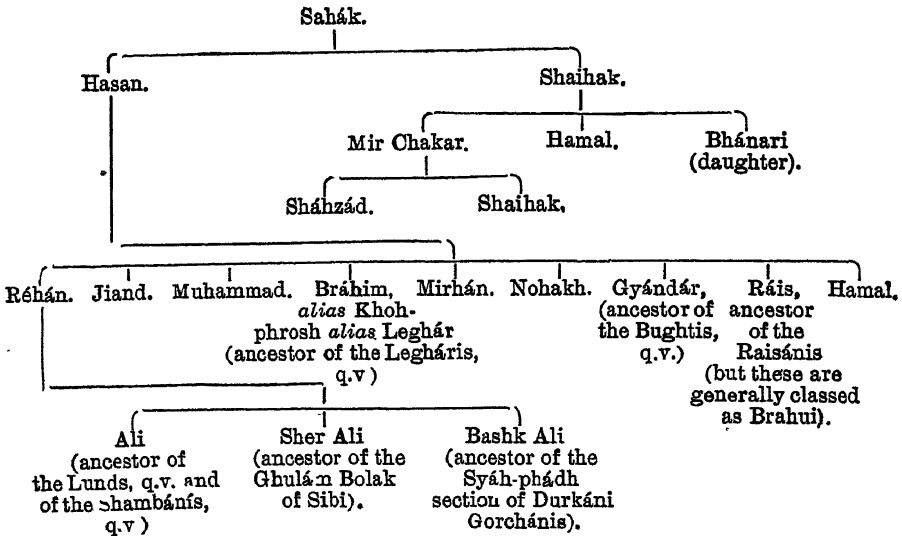 Sahák.
Hasan.
Shaihak.
Mir Chakar.
Hamal.
Bhánari
(daughter).
Sháhzád.
Shaihak.
Réhán.
Jiand.
Muhammad.
Bráhim,
alias Khoh-
phrosh alias Leghár
(ancestor of the Legháris,
q.v )
Mirhán.
Nohakh.
Gyándár,
(ancestor of
the Bughtis,
q.v.)
Ráis,
ancestor
of the
Raisánis
(but these are
generally classed
as Brahui).
Hamal.
Ali
(ancestor of
the Lunds, q.v. and
of the Shambánís,
q.v )
Sher Ali
(ancestor of the
Ghulám Bolak
of Sibi).
Bashk Ali
(ancestor of the
Syáh-phádh
section of Durkáni
Gorchánis).